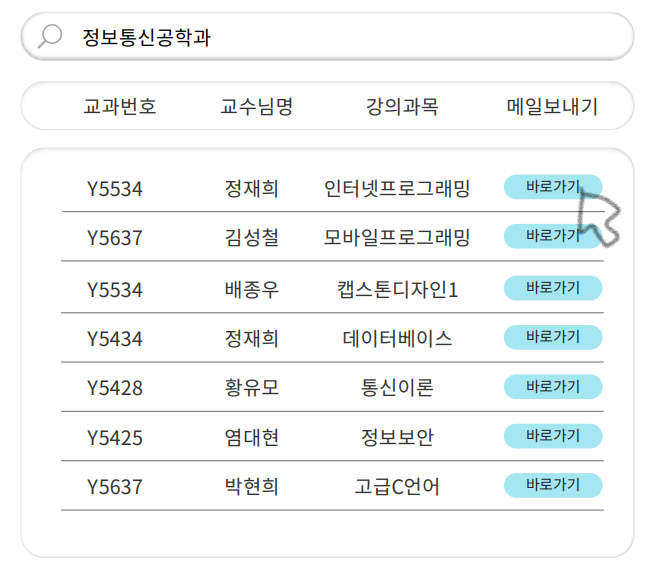 정보통신공학과
교과번호 교수님명 강의과목 메일보내기
Y5534 정재희 인터넷프로그래밍 바로가기
Y5637 김성철 모바일프로그래밍 바로가기
Y5534 배종우 캡스톤디자인1 바로가기
Y5434 정재희 데이터베이스 바로가기
Y5428 황유모 통신이론 바로가기
Y5425 염대현 정보보안 바로가기
Y5637 박현희 고급C언어 바로가기